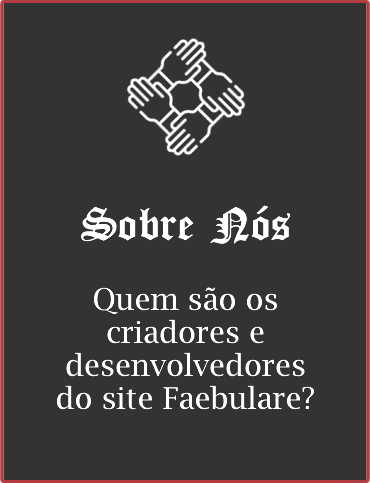 Sobre Nós
Quem são os
criadores e
desenvolvedores
do site Faebulare?